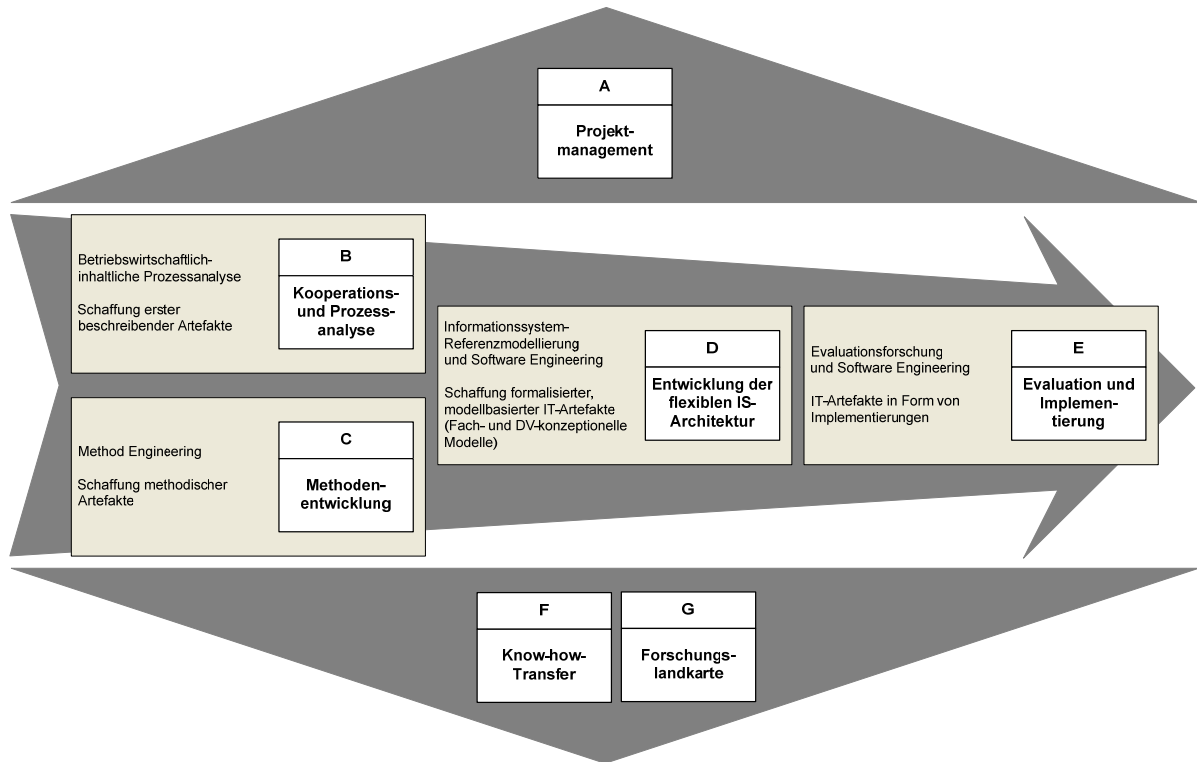 A
Projekt-
management
Betriebswirtschaftlich-
inhaltliche Prozessanalyse
Schaffung erster
beschreibender Artefakte
B
Kooperations-
und Prozess-
analyse
Method Engineering
Schaffung methodischer
Artefakte
C
Methoden-
entwicklung
Informationssystem-
Referenzmodellierung
und Software Engineering
Schaffung formalisierter,
modellbasierter IT-Artefakte
(Fach- und DV-konzeptionelle
Modelle)
D
Entwicklung der
flexiblen IS-
Architektur
Evaluationsforschung
und Software Engineering
IT-Artefakte in Form von
Implementierungen
E
Evaluation und
Implemen-
tierung
F
Know-how-
Transfer
G
Forschungs-
landkarte